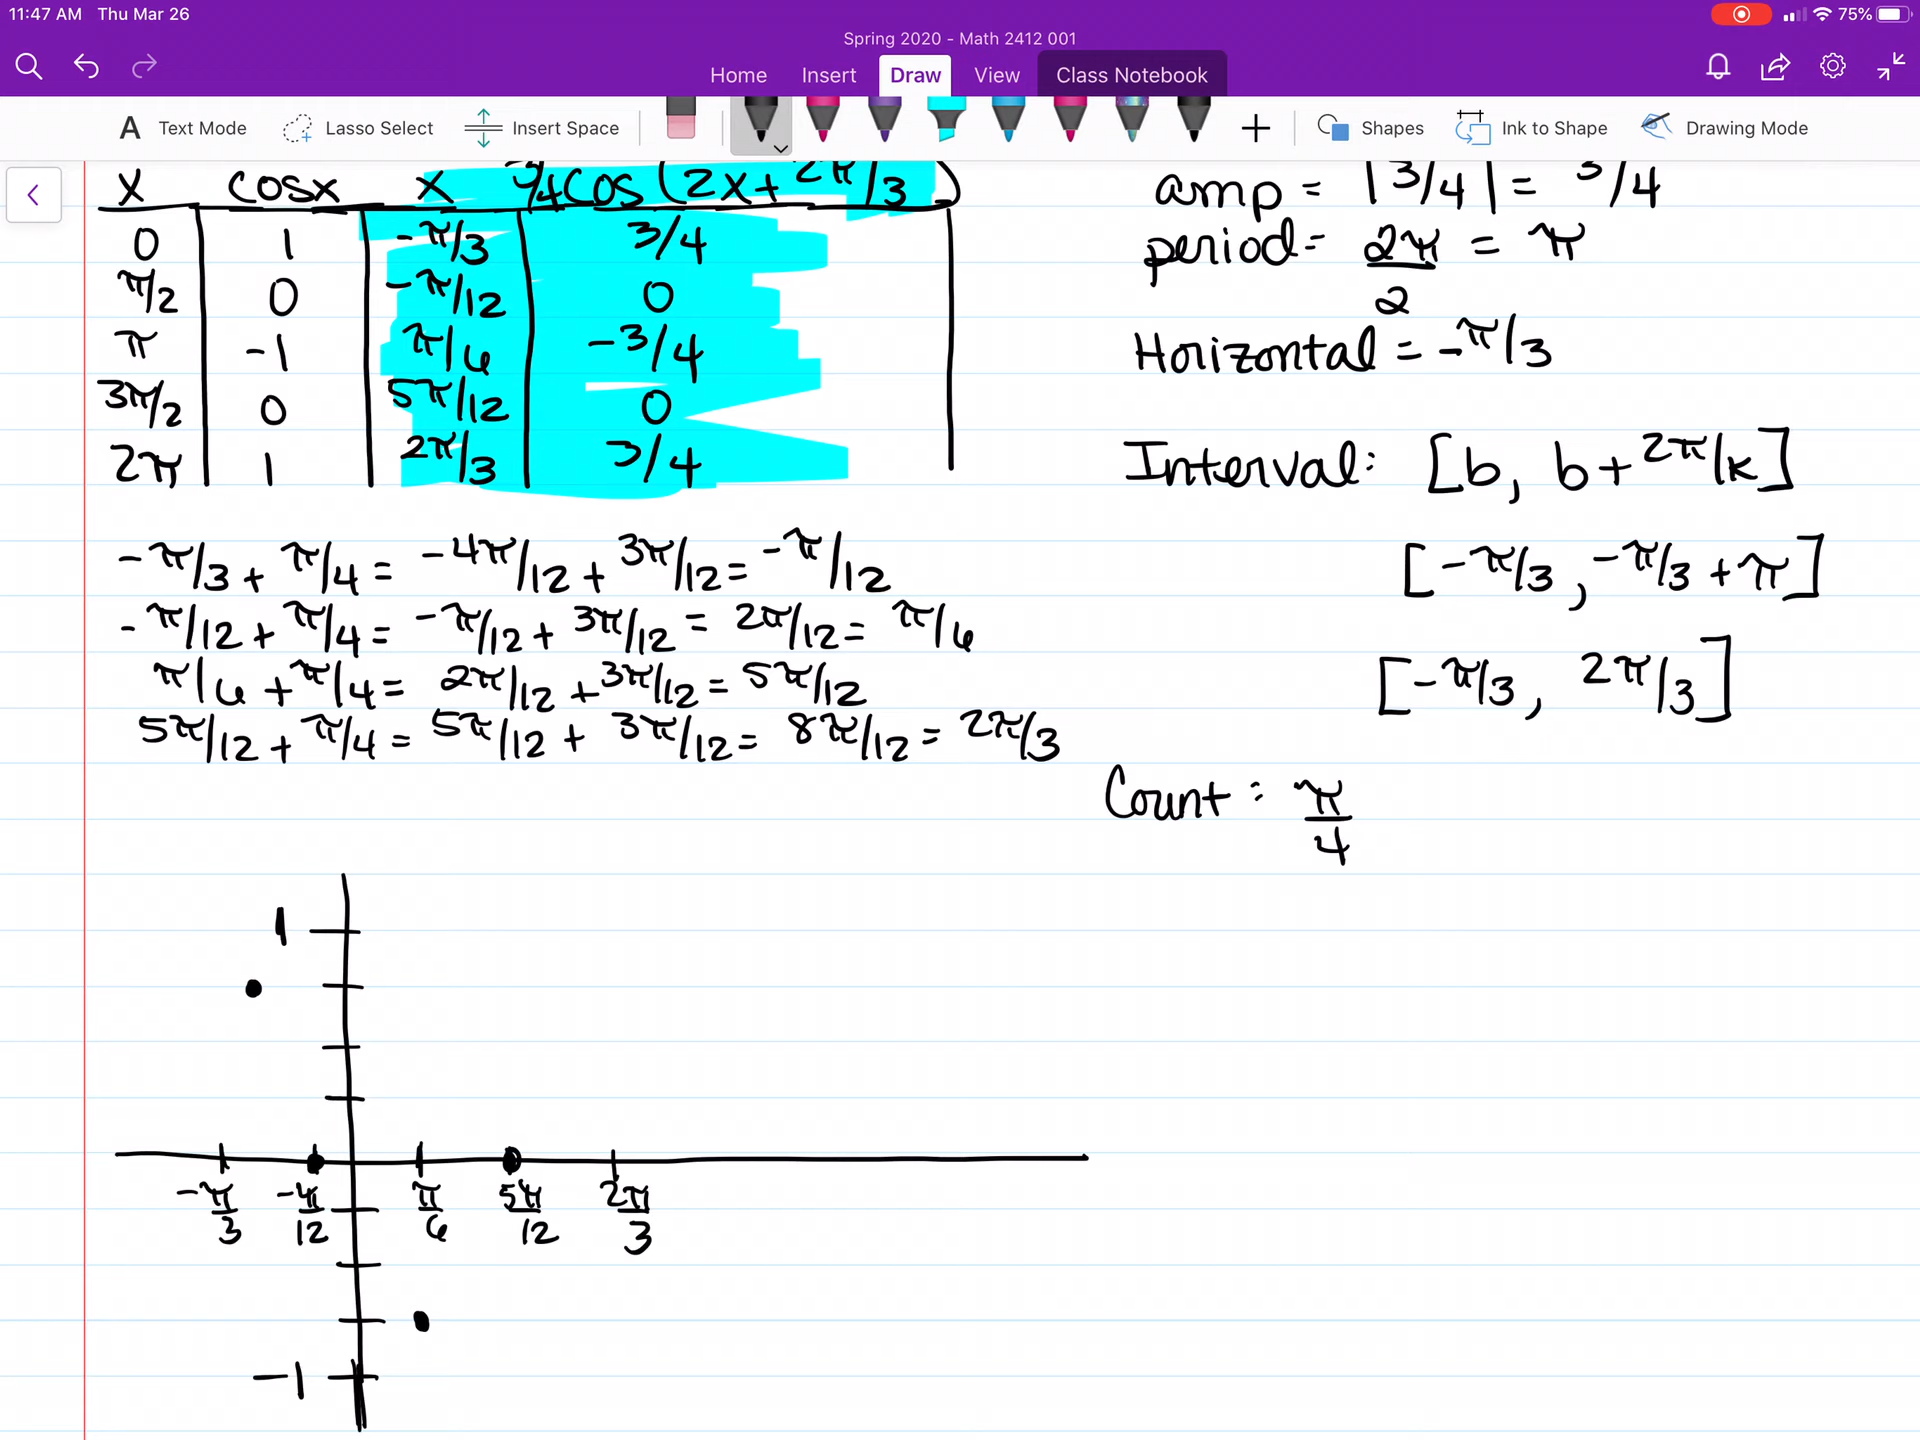 11:47 AM Thu Mar 26
75%
Spring 2020 - Math 2412 001
Home Insert Draw View Class Notebook
A Text Mode Lasso Select Insert Space Shapes Ink to Shape Drawing Mode
x cosx x 3/4cos (2x+ 2π/3)
0 1 -π/3 3/4
π/2 0 -π/12 0
π -1 π/6 -3/4
3π/2 0 5π/12 0
2π 1 2π/3 3/4
amp = |3/4| = 3/4
period = 2π/2 = π
Horizontal = -π/3
Interval: [b, b+2π/k]
[-π/3, -π/3 + π]
[-π/3, 2π/3]
Count: π/4
-π/3 + π/4 = -4π/12 + 3π/12 = -π/12
-π/12 + π/4 = -π/12 + 3π/12 = 2π/12 = π/6
π/6 + π/4 = 2π/12 + 3π/12 = 5π/12
5π/12 + π/4 = 5π/12 + 3π/12 = 8π/12 = 2π/3
1
-π/3 -π/12 π/6 5π/12 2π/3
-1